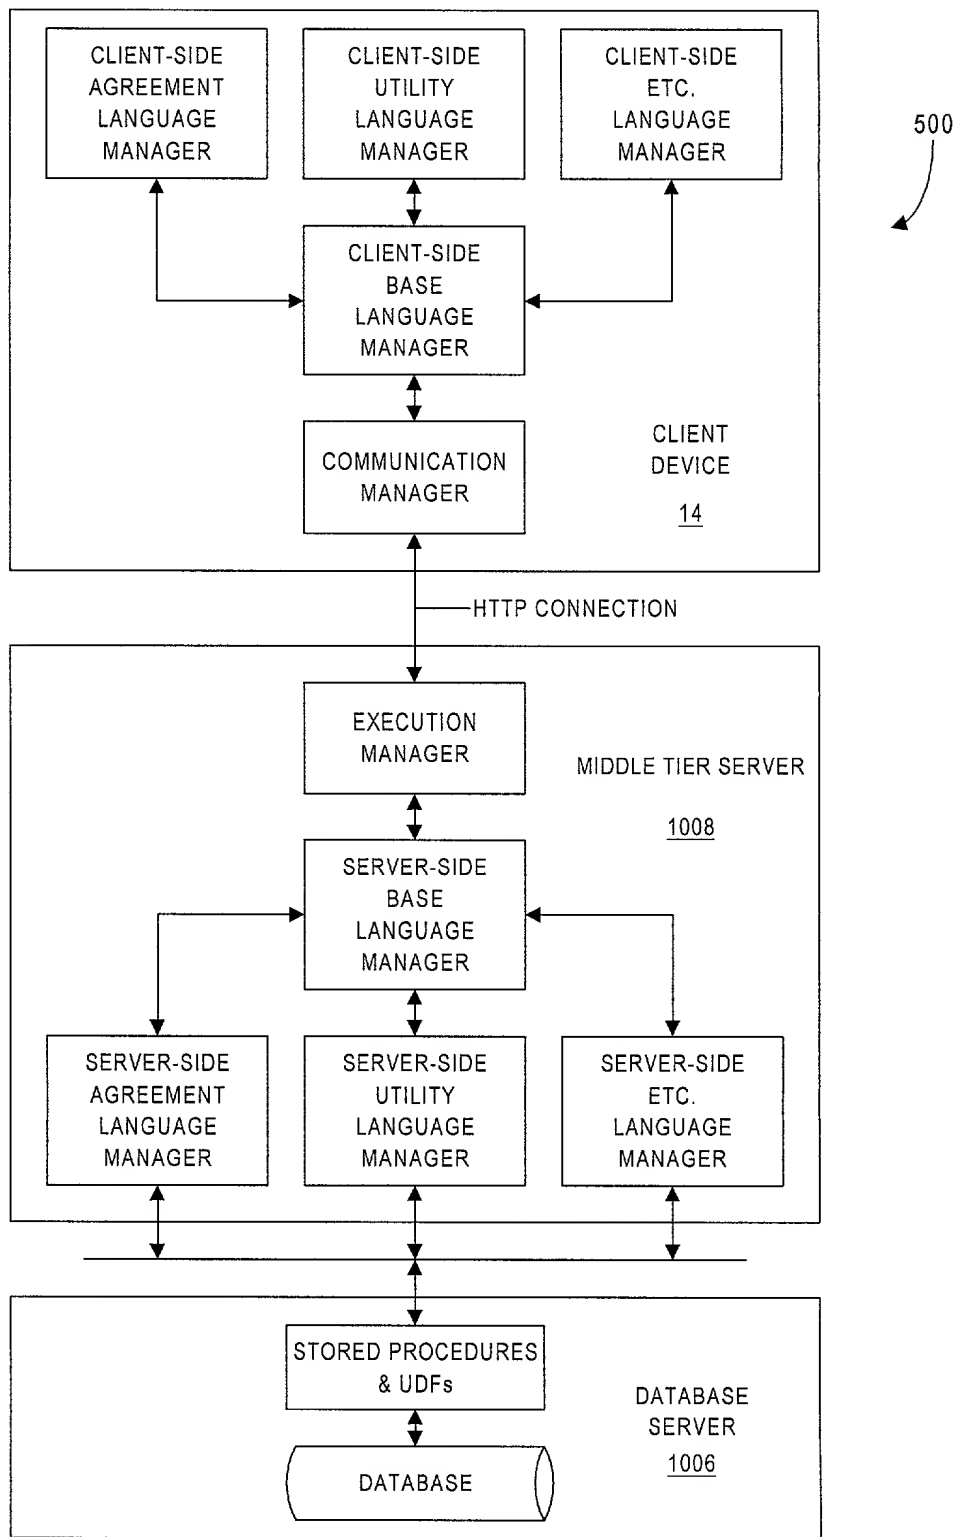 CLIENT-SIDE
AGREEMENT
LANGUAGE
MANAGER
CLIENT-SIDE
UTILITY
LANGUAGE
MANAGER
CLIENT-SIDE
ETC.
LANGUAGE
MANAGER
500
CLIENT-SIDE
BASE
LANGUAGE
MANAGER
COMMUNICATION
MANAGER
CLIENT
DEVICE
14
HTTP CONNECTION
EXECUTION
MANAGER
MIDDLE TIER SERVER
1008
SERVER-SIDE
BASE
LANGUAGE
MANAGER
SERVER-SIDE
AGREEMENT
LANGUAGE
MANAGER
SERVER-SIDE
UTILITY
LANGUAGE
MANAGER
SERVER-SIDE
ETC.
LANGUAGE
MANAGER
STORED PROCEDURES
& UDFs
DATABASE
SERVER
1006
DATABASE